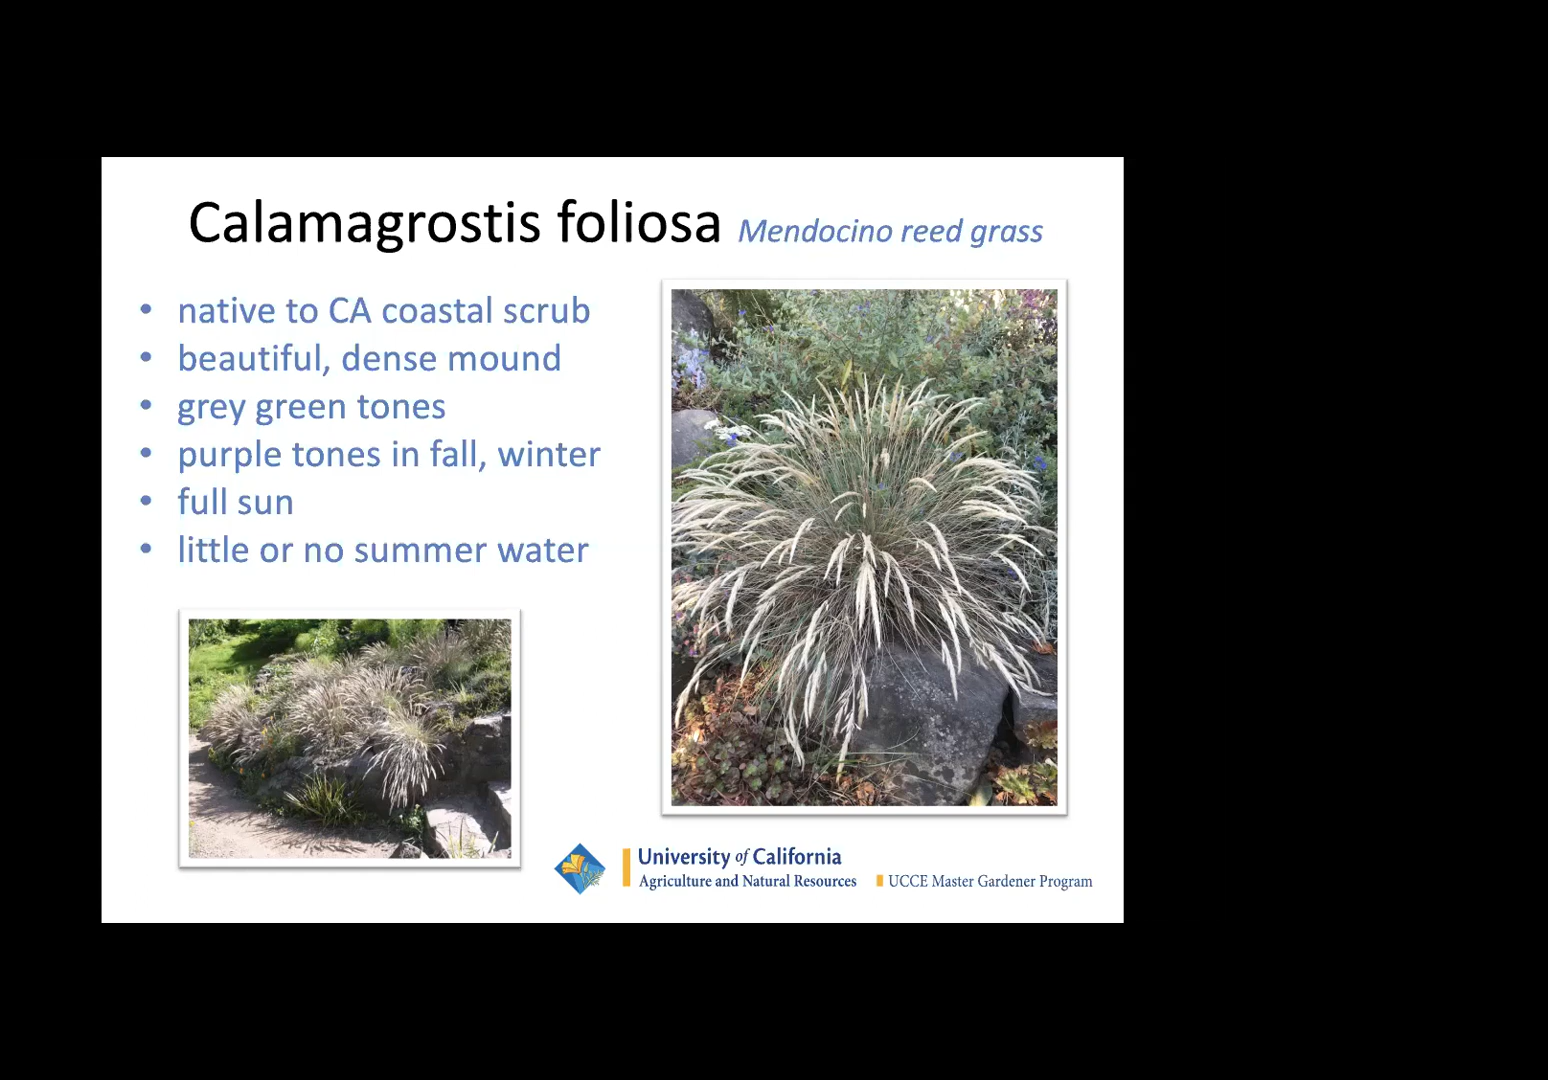 Calamagrostis foliosa Mendocino reed grass
• native to CA coastal scrub
• beautiful, dense mound
• grey green tones
• purple tones in fall, winter
• full sun
• little or no summer water
University of California
Agriculture and Natural Resources
UCCE Master Gardener Program